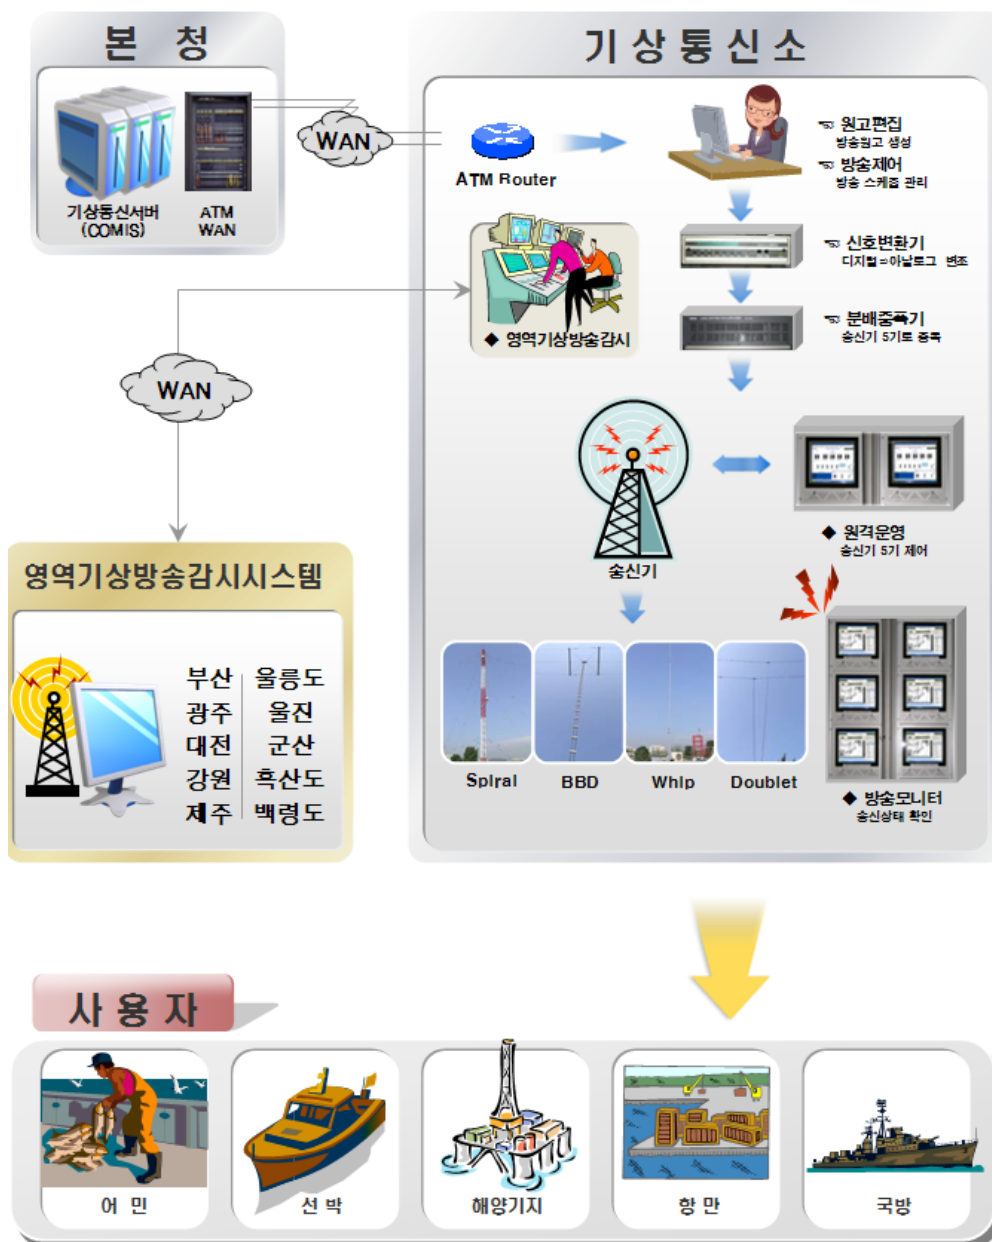 본 청
기상통신서버
(COMIS)
ATM
WAN
WAN
기 상 통 신 소
ATM Router
☜ 원고편집
방송원고 생성
☜ 방송제어
방송 스케줄 관리
☜ 신호변환기
디지털⇨아날로그 변조
☜ 분배증폭기
송신기 5기로 증폭
◆ 영역기상방송감시
WAN
송신기
◆ 원격운영
송신기 5기 제어
Spiral
BBD
Whip
Doublet
◆ 방송모니터
송신상태 확인
영역기상방송감시시스템
부산 울릉도
광주 울진
대전 군산
강원 흑산도
제주 백령도
사 용 자
어 민
선 박
해양기지
항 만
국방